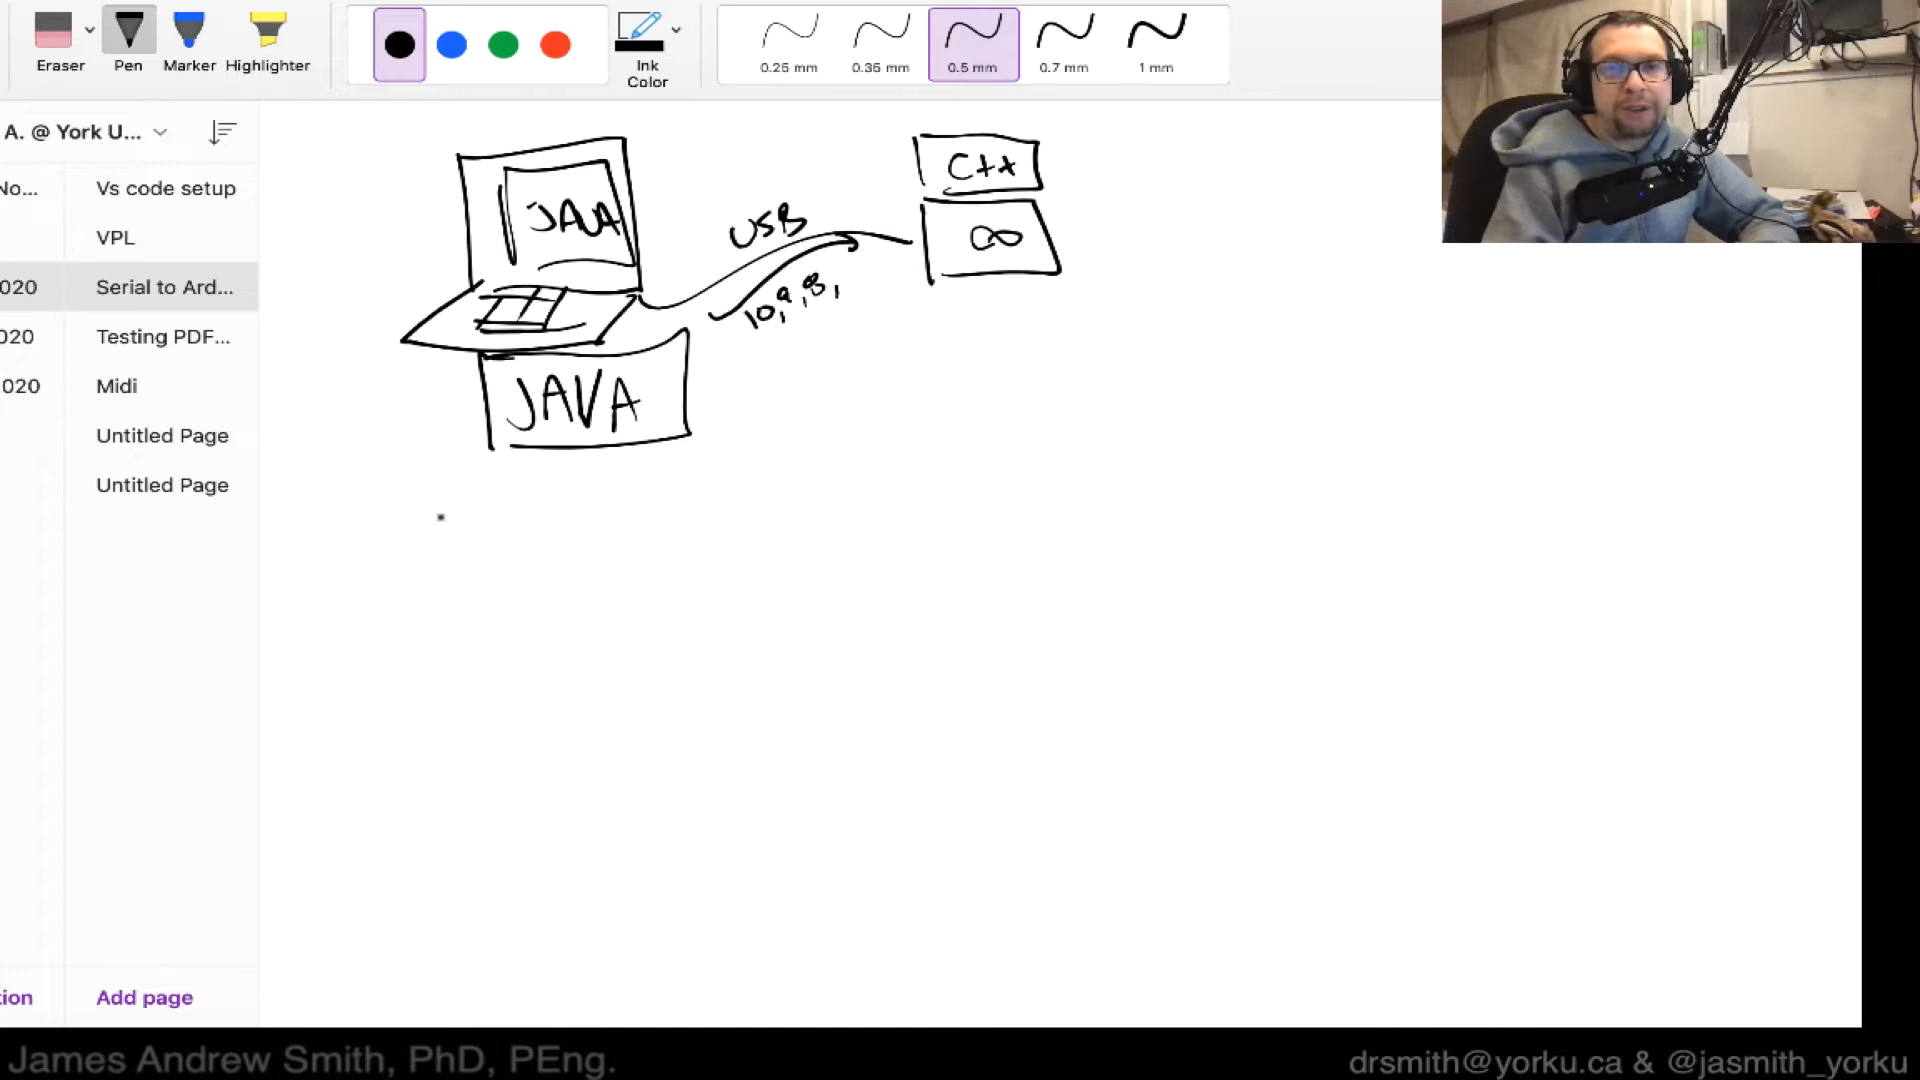 Eraser
Pen
Marker
Highlighter
Ink
Color
0.25 mm
0.35 mm
0.5 mm
0.7 mm
1 mm
A. @ York U...
No...
Vs code setup
VPL
020
Serial to Ard...
020
Testing PDF...
020
Midi
Untitled Page
Untitled Page
tion
Add page
JAVA
USB
10, 9, 8,
C++
∞
JAVA
James Andrew Smith, PhD, PEng.
drsmith@yorku.ca & @jasmith_yorku